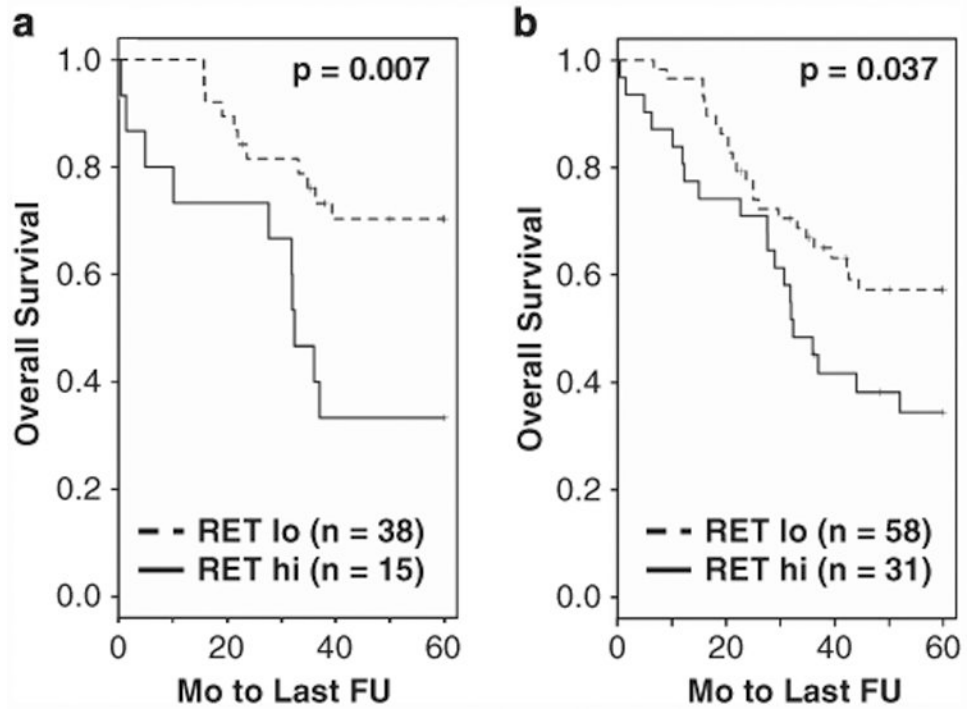 a
p = 0.007
1.0
0.8
0.6
0.4
0.2
0.0
Overall Survival
RET lo (n = 38)
RET hi (n = 15)
0 20 40 60
Mo to Last FU
b
p = 0.037
1.0
0.8
0.6
0.4
0.2
0.0
Overall Survival
RET lo (n = 58)
RET hi (n = 31)
0 20 40 60
Mo to Last FU